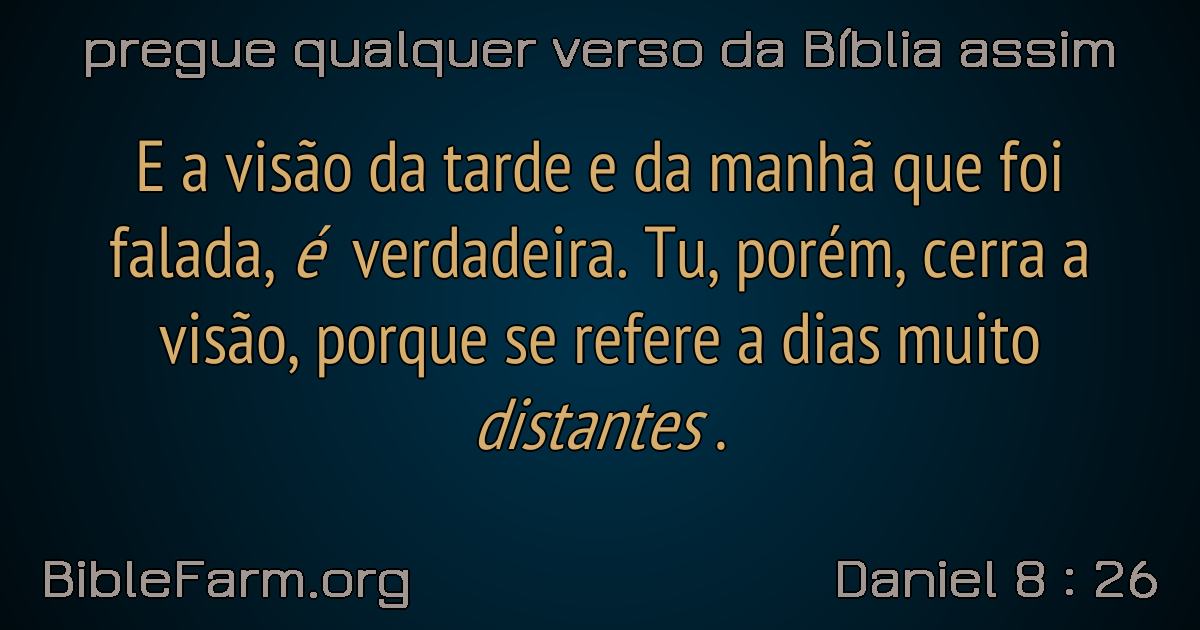 pregue qualquer verso da Bíblia assim
E a visão da tarde e da manhã que foi
falada, é verdadeira. Tu, porém, cerra a
visão, porque se refere a dias muito
distantes .
BibleFarm.org
Daniel 8 : 26